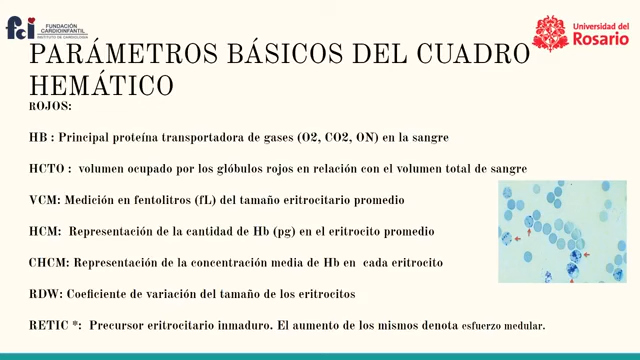 fci
FUNDACIÓN
CARDIOINFANTIL
INSTITUTO DE CARDIOLOGÍA
Universidad del
Rosario
PARÁMETROS BÁSICOS DEL CUADRO
HEMÁTICO
ROJOS:
HB : Principal proteína transportadora de gases (O2, CO2, ON) en la sangre
HCTO : volumen ocupado por los glóbulos rojos en relación con el volumen total de sangre
VCM: Medición en fentolitros (fL) del tamaño eritrocitario promedio
HCM: Representación de la cantidad de Hb (pg) en el eritrocito promedio
CHCM: Representación de la concentración media de Hb en cada eritrocito
RDW: Coeficiente de variación del tamaño de los eritrocitos
RETIC *: Precursor eritrocitario inmaduro. El aumento de los mismos denota esfuerzo medular.